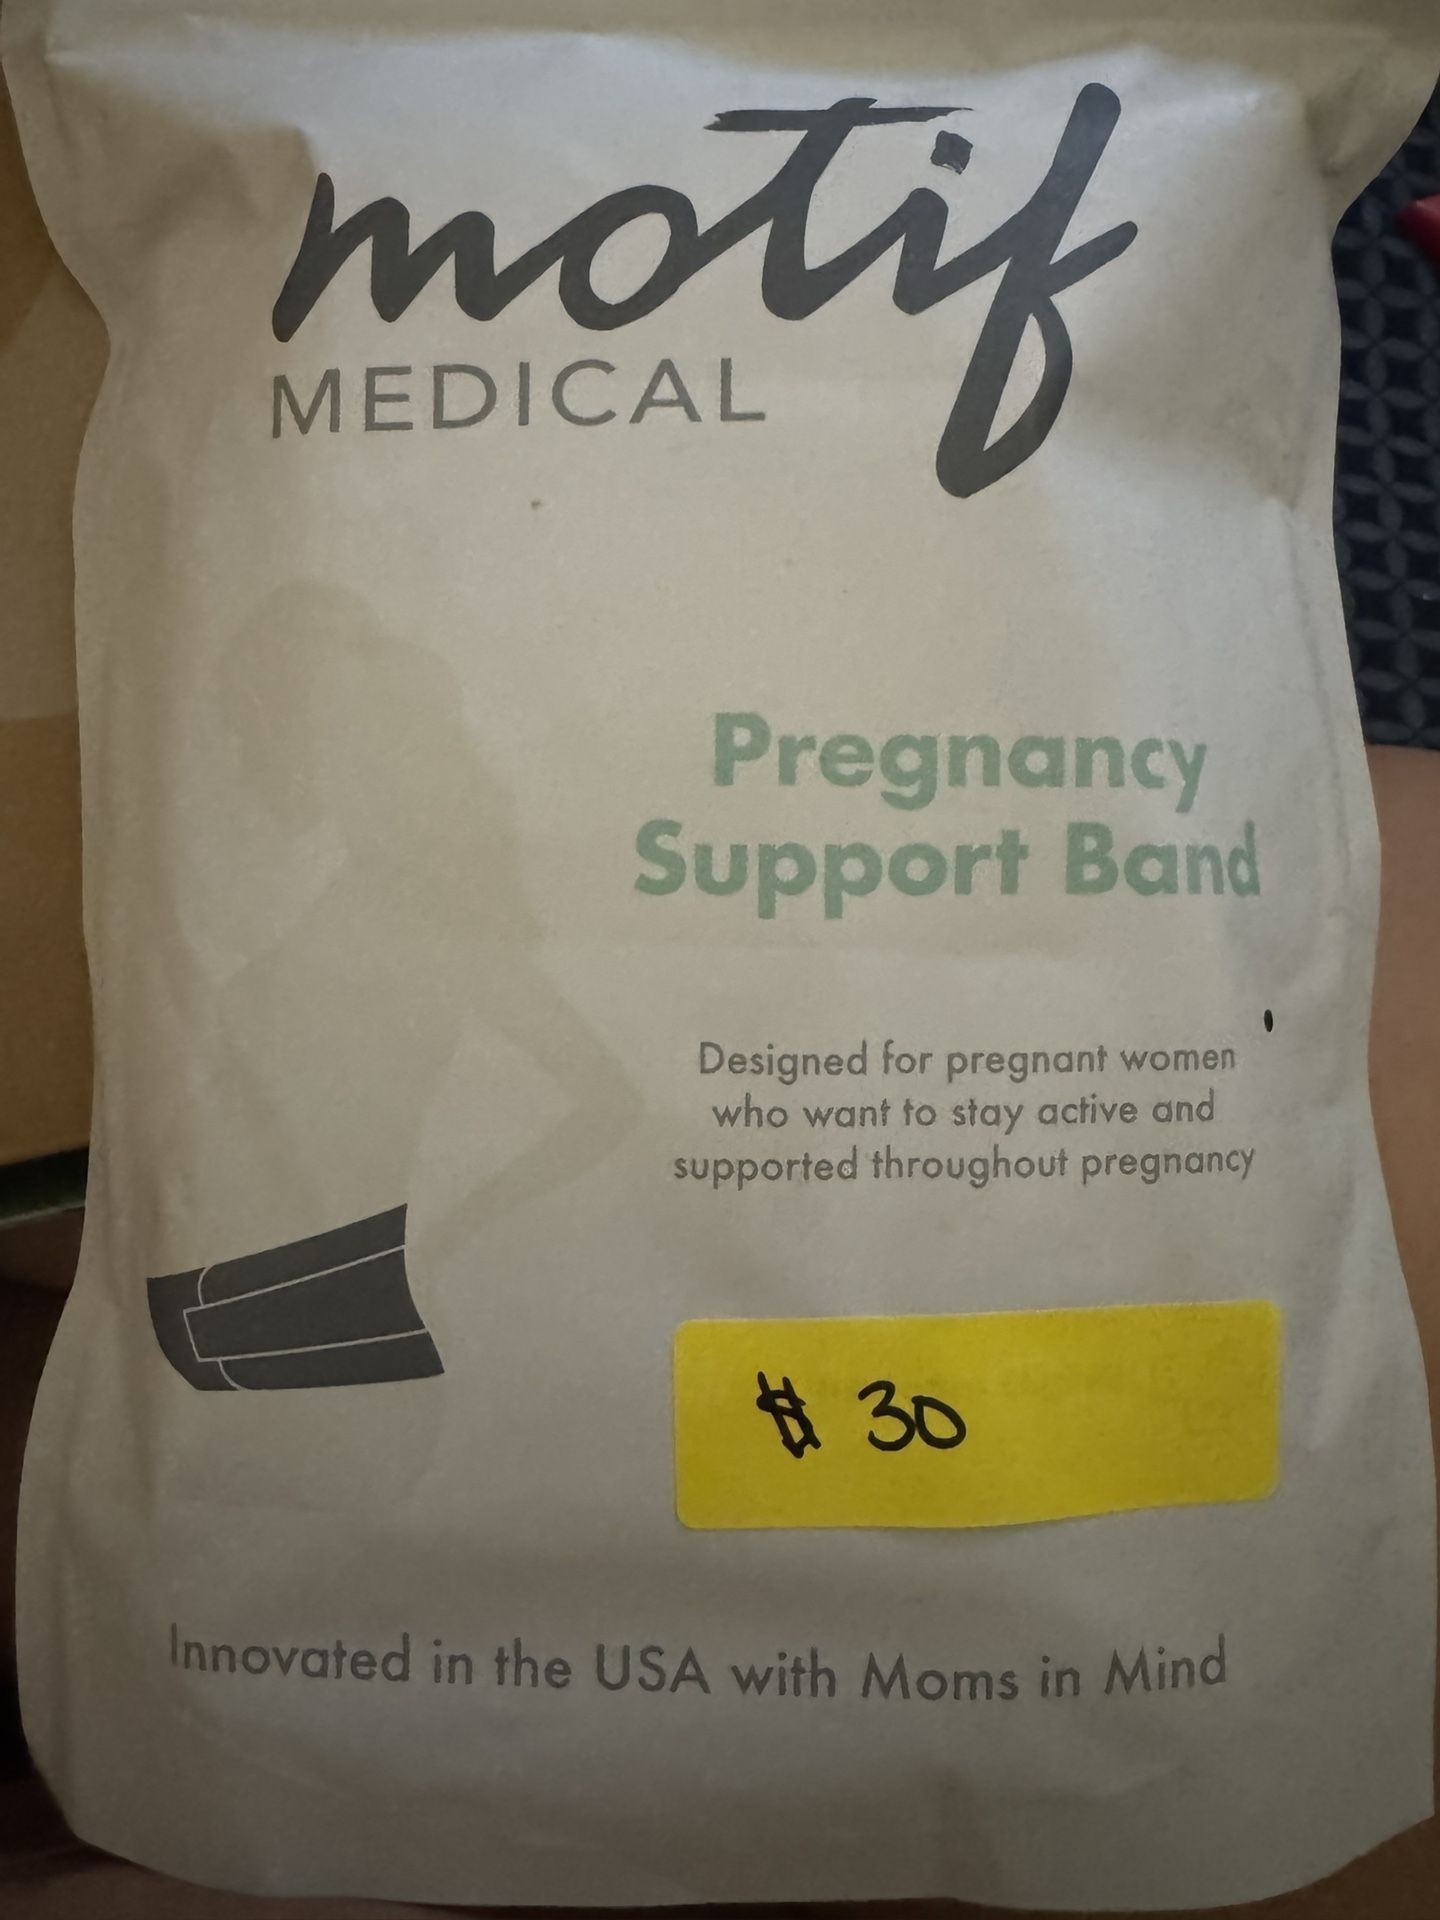 motif
MEDICAL
Pregnancy
Support Band
Designed for pregnant women
who want to stay active and
supported throughout pregnancy
$ 30
Innovated in the USA with Moms in Mind